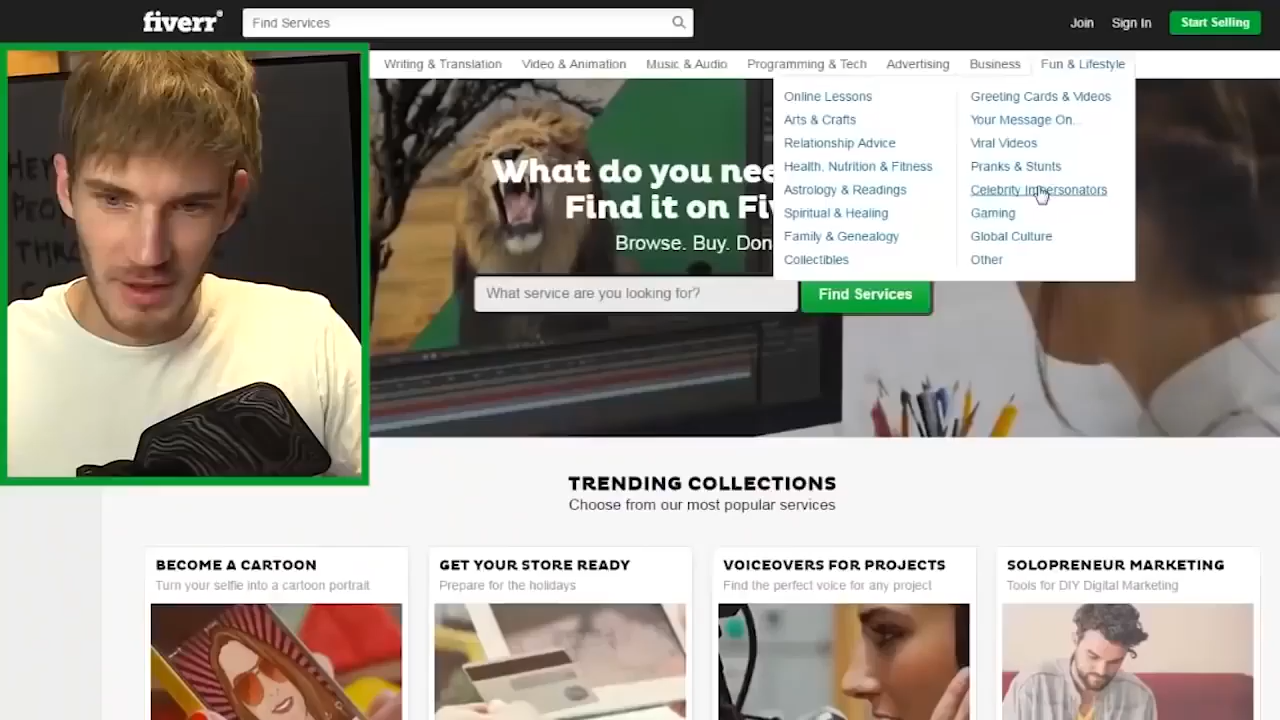 fiverr®
Find Services
Join
Sign In
Start Selling
Writing & Translation
Video & Animation
Music & Audio
Programming & Tech
Advertising
Business
Fun & Lifestyle
Online Lessons
Arts & Crafts
Relationship Advice
Health, Nutrition & Fitness
Astrology & Readings
Spiritual & Healing
Family & Genealogy
Collectibles
Greeting Cards & Videos
Your Message On...
Viral Videos
Pranks & Stunts
Celebrity Impersonators
Gaming
Global Culture
Other
What do you nee
Find it on Fi
Browse. Buy. Don
What service are you looking for?
Find Services
TRENDING COLLECTIONS
Choose from our most popular services
BECOME A CARTOON
Turn your selfie into a cartoon portrait
GET YOUR STORE READY
Prepare for the holidays
VOICEOVERS FOR PROJECTS
Find the perfect voice for any project
SOLOPRENEUR MARKETING
Tools for DIY Digital Marketing